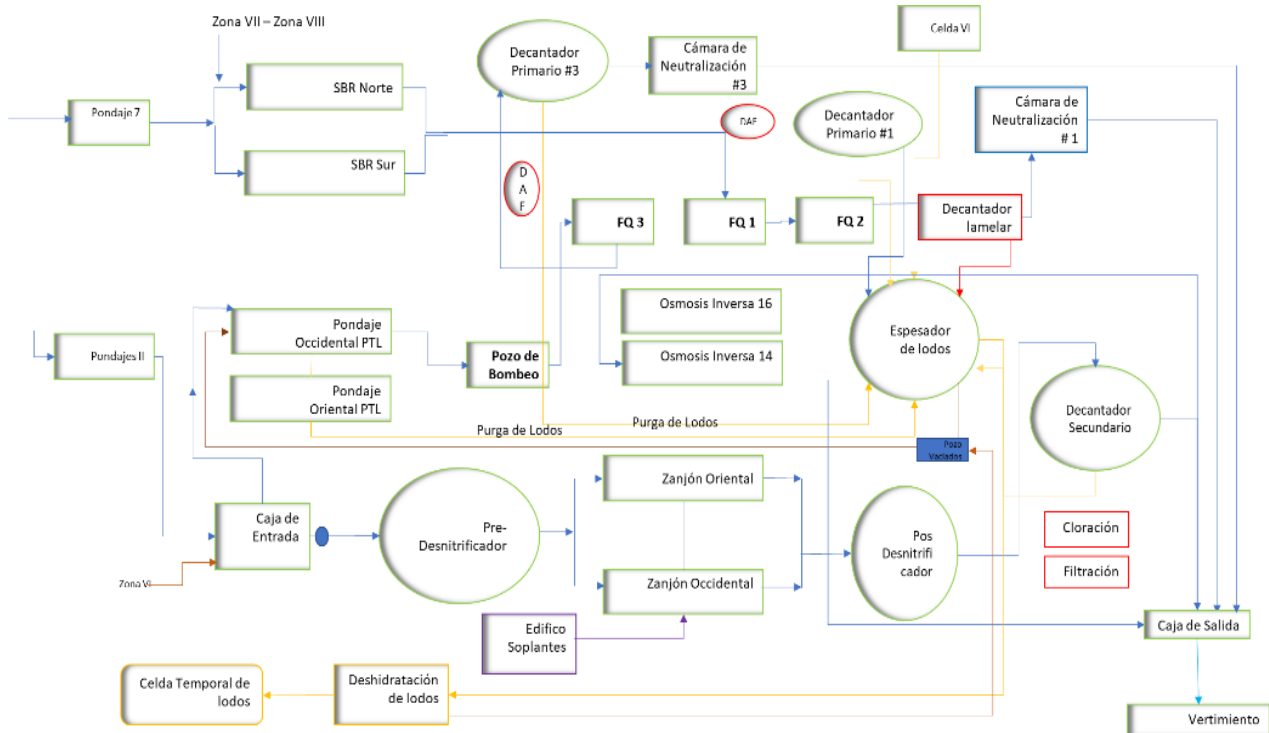 Zona VII – Zona VIII
Celda VI
Decantador
Primario #3
Cámara de
Neutralización
#3
SBR Norte
Pondaje 7
DAF
Decantador
Primario #1
Cámara de
Neutralización
# 1
SBR Sur
D
A
F
FQ 3
FQ 1
FQ 2
Decantador
lamelar
Osmosis Inversa 16
Espesador
de lodos
Pondaje
Occidental PTL
Pondajes II
Pozo de
Bombeo
Osmosis Inversa 14
Pondaje
Oriental PTL
Decantador
Secundario
Purga de Lodos
Purga de Lodos
Pozo
Vaciados
Zanjón Oriental
Caja de
Entrada
Pre-
Desnitrificador
Pos
Desnitrifi
cador
Cloración
Filtración
Zona VI
Zanjón Occidental
Edifico
Soplantes
Caja de Salida
Celda Temporal de
lodos
Deshidratación
de lodos
Vertimiento